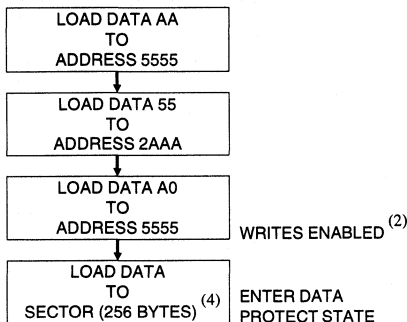 LOAD DATA AA
TO
ADDRESS 5555
LOAD DATA 55
TO
ADDRESS 2AAA
LOAD DATA A0
TO
ADDRESS 5555
WRITES ENABLED (2)
LOAD DATA
TO
SECTOR (256 BYTES) (4)
ENTER DATA
PROTECT STATE